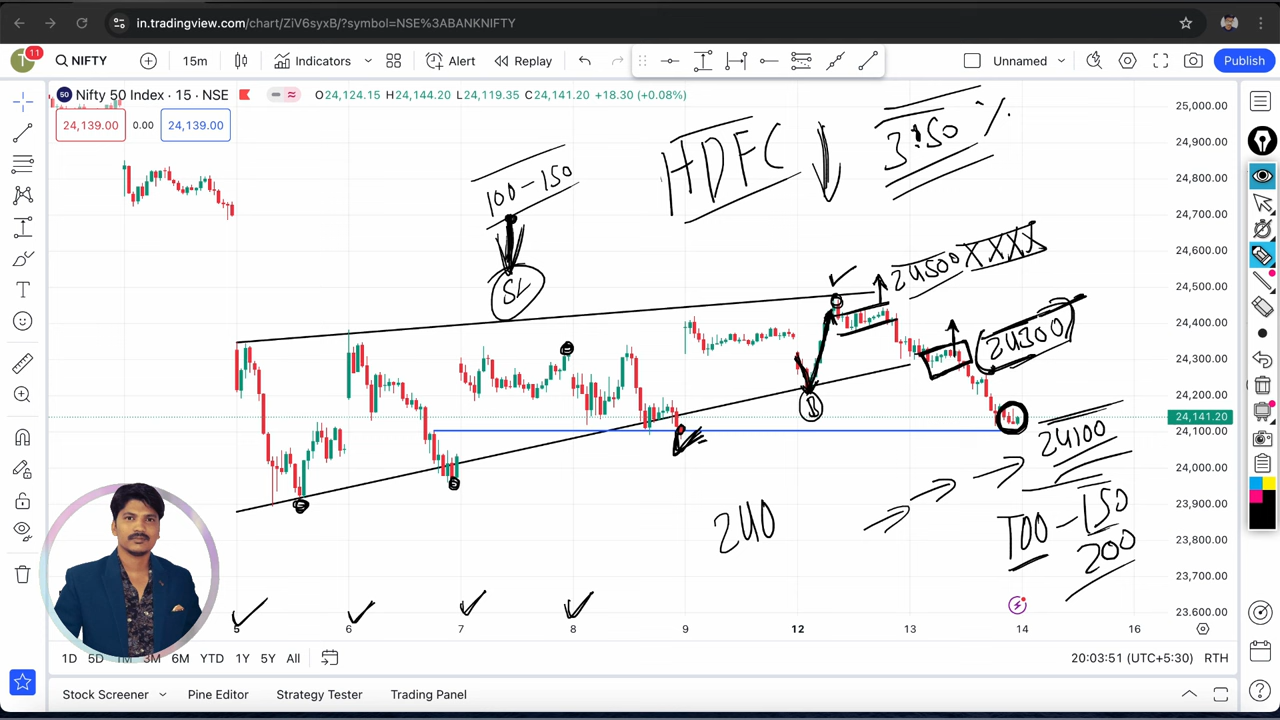 in.tradingview.com/chart/ZiV6syxB/?symbol=NSE%3ABANKNIFTY
11
T NIFTY 15m Indicators Alert Replay Unnamed Publish
50 Nifty 50 Index · 15 · NSE O24,124.15 H24,144.20 L24,119.35 C24,141.20 +18.30 (+0.08%)
24,139.00 0.00 24,139.00
HDFC 3.50 %
100-150
SL
24500 XXXX
24300
B
24100
240
100-150
200
25,000.00
24,900.00
24,800.00
24,700.00
24,600.00
24,500.00
24,400.00
24,300.00
24,200.00
24,141.20
24,100.00
24,000.00
23,900.00
23,800.00
23,700.00
23,600.00
5 6 7 8 9 12 13 14 16
1D 5D 1M 3M 6M YTD 1Y 5Y All 20:03:51 (UTC+5:30) RTH
Stock Screener Pine Editor Strategy Tester Trading Panel